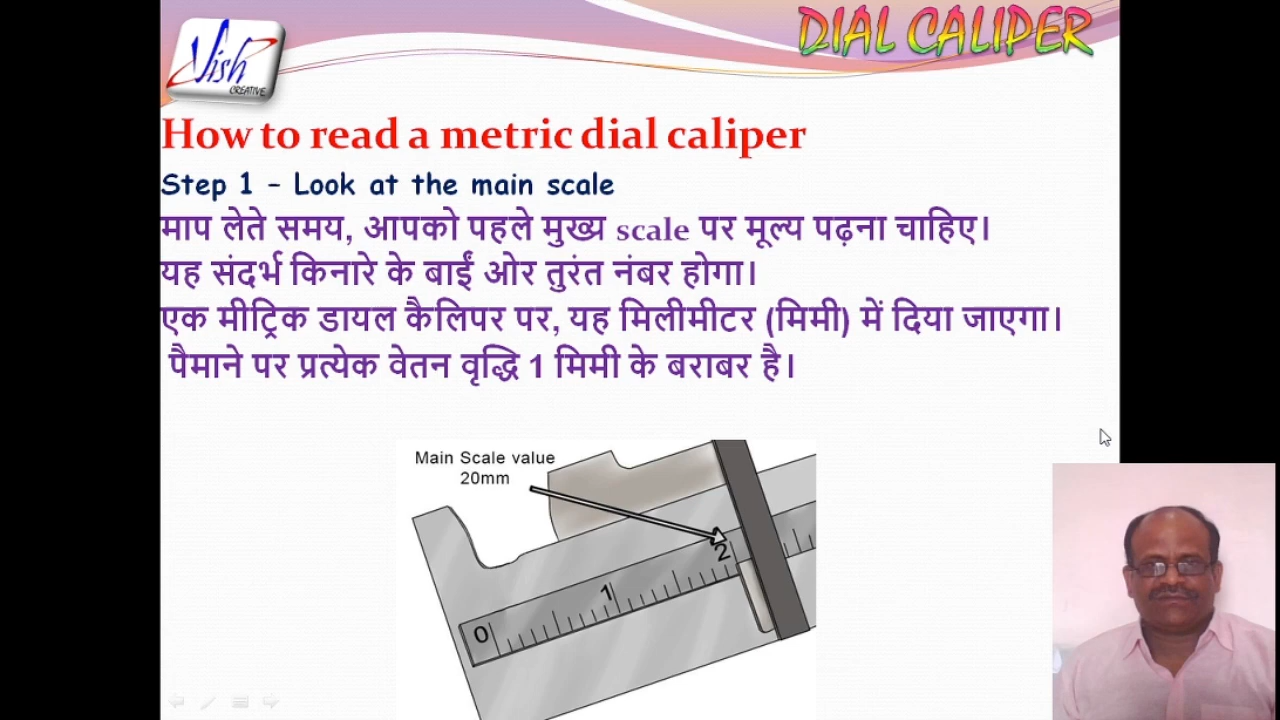 Vish
CREATIVE
DIAL CALIPER
How to read a metric dial caliper
Step 1 – Look at the main scale
माप लेते समय, आपको पहले मुख्य scale पर मूल्य पढ़ना चाहिए।
यह संदर्भ किनारे के बाईं ओर तुरंत नंबर होगा।
एक मीट्रिक डायल कैलिपर पर, यह मिलीमीटर (मिमी) में दिया जाएगा।
पैमाने पर प्रत्येक वेतन वृद्धि 1 मिमी के बराबर है।
Main Scale value
20mm
0 1 2